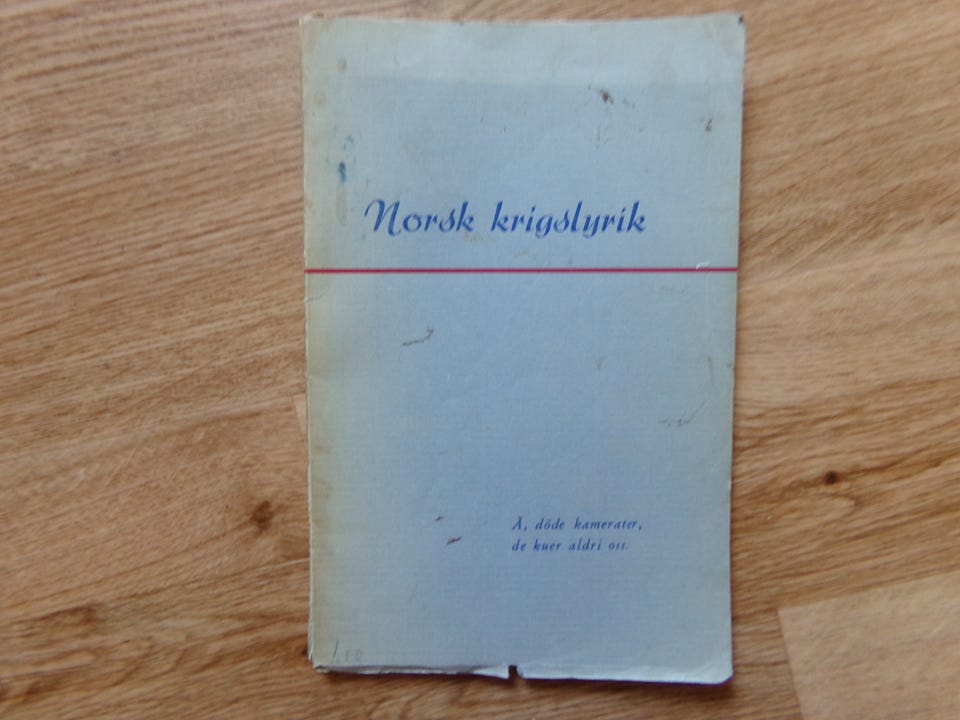 Norsk krigslyrik
Å, döde kamerater,
de kuer aldri oss.